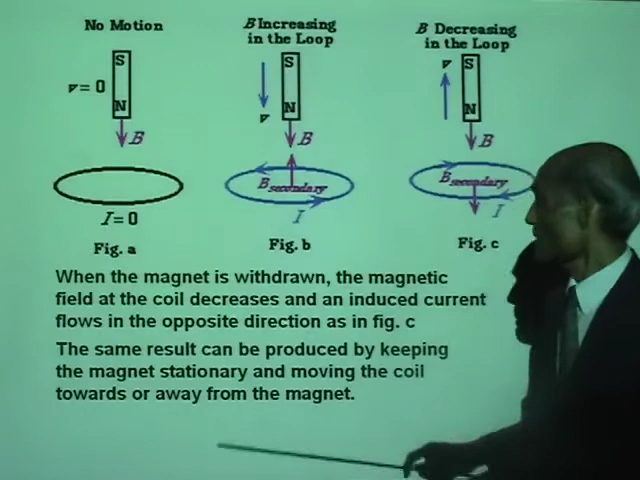 No Motion
B Increasing
in the Loop
B Decreasing
in the Loop
S
v = 0
N
B
I = 0
Fig. a
S
N
v
B
B secondary
I
Fig. b
v
S
N
B
B secondary
I
Fig. c
When the magnet is withdrawn, the magnetic
field at the coil decreases and an induced current
flows in the opposite direction as in fig. c
The same result can be produced by keeping
the magnet stationary and moving the coil
towards or away from the magnet.